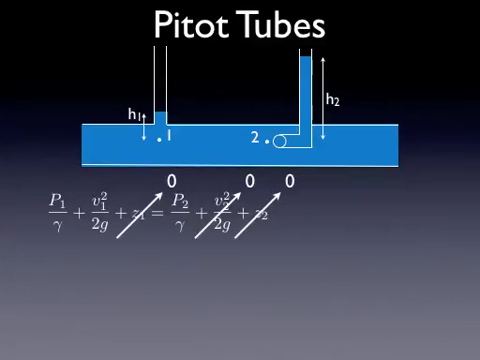 Pitot Tubes
h₁
h₂
1
2
0 0 0
P₁/γ + v₁²/2g + z₁ = P₂/γ + v₂²/2g + z₂